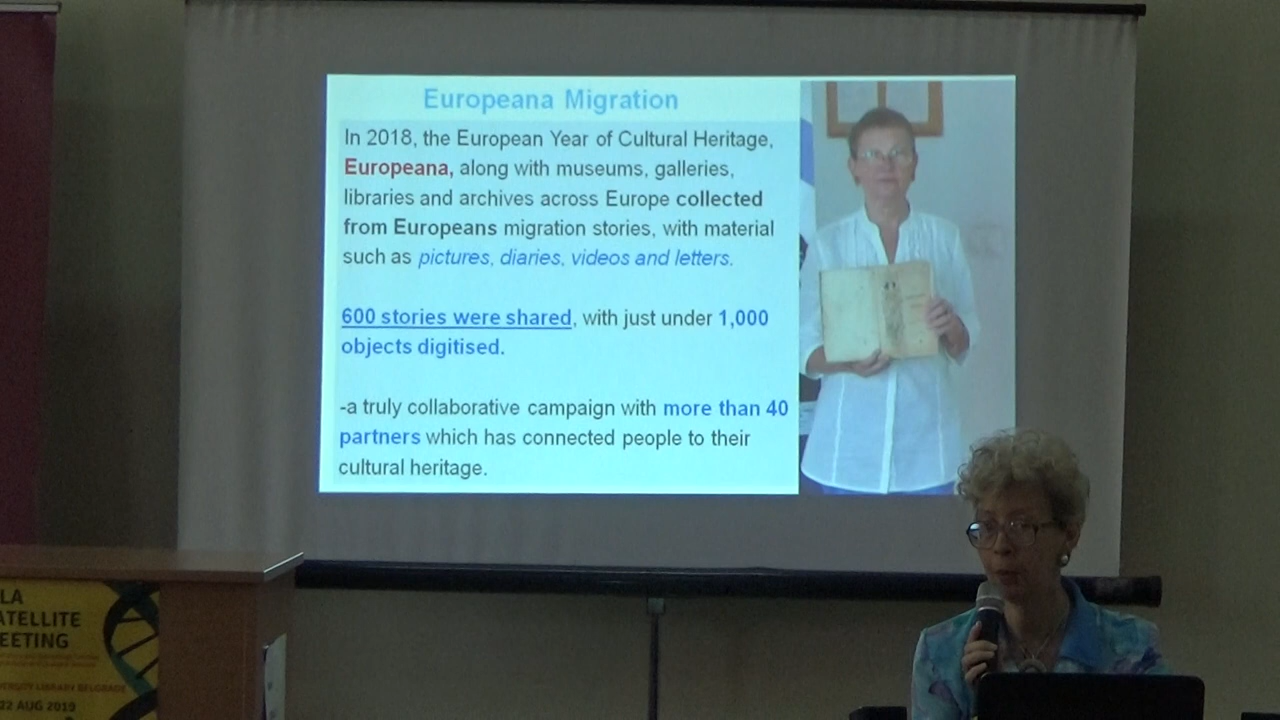 Europeana Migration
In 2018, the European Year of Cultural Heritage,
Europeana, along with museums, galleries,
libraries and archives across Europe collected
from Europeans migration stories, with material
such as pictures, diaries, videos and letters.
600 stories were shared, with just under 1,000
objects digitised.
-a truly collaborative campaign with more than 40
partners which has connected people to their
cultural heritage.
LA
ATELLITE
EETING
LIBRARY BELGRADE
22 AUG 2019